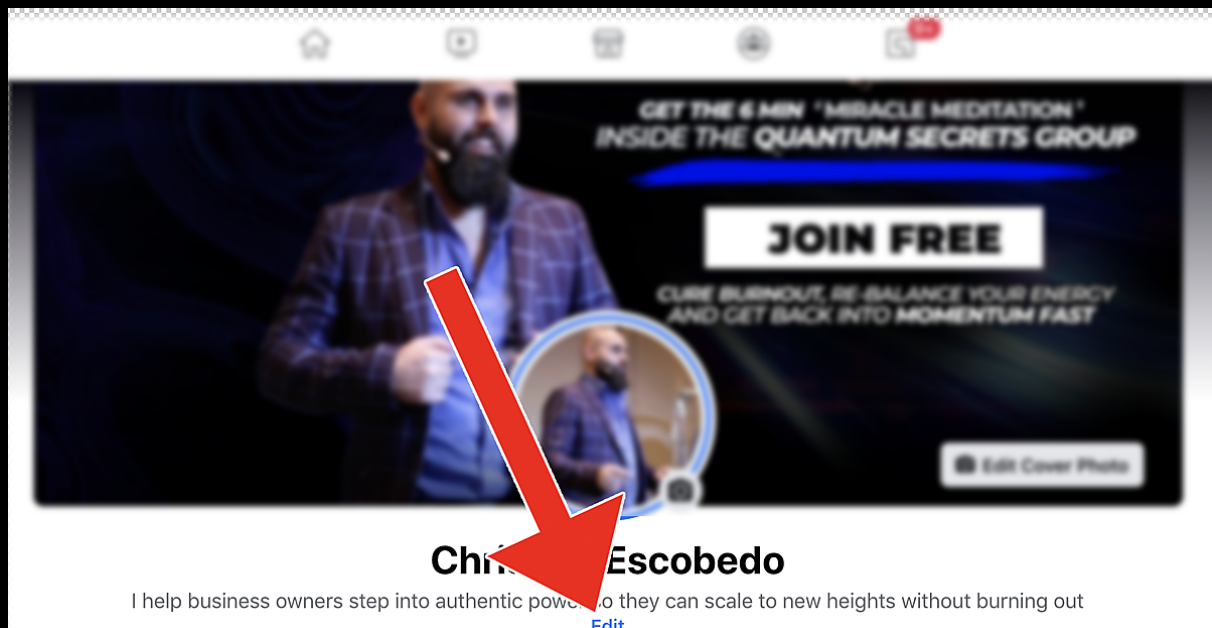 GET THE 6 MIN 'MIRACLE MEDITATION'
INSIDE THE QUANTUM SECRETS GROUP
JOIN FREE
CURE BURNOUT, RE-BALANCE YOUR ENERGY
AND GET BACK INTO MOMENTUM FAST
Edit Cover Photo
Escobedo
I help business owners step into authentic they can scale to new heights without burning out
Edit